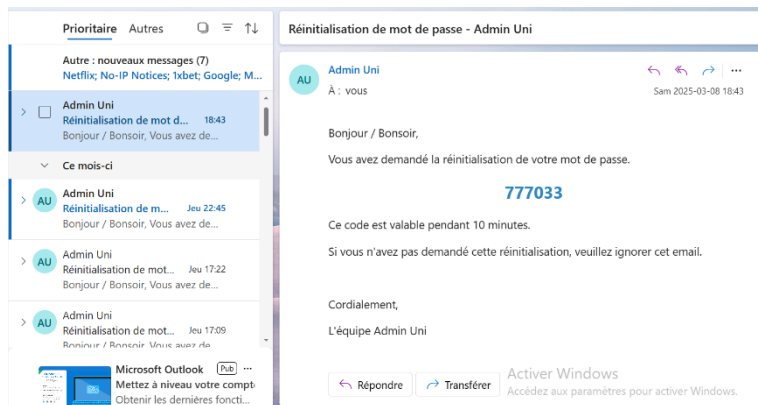 Prioritaire Autres
Autre : nouveaux messages (7)
Netflix; No-IP Notices; 1xbet; Google; M...
Admin Uni
Réinitialisation de mot d... 18:43
Bonjour / Bonsoir, Vous avez de...
Ce mois-ci
AU Admin Uni
Réinitialisation de m... Jeu 22:45
Bonjour / Bonsoir, Vous avez de...
AU Admin Uni
Réinitialisation de mot... Jeu 17:22
Bonjour / Bonsoir, Vous avez de...
AU Admin Uni
Réinitialisation de mot... Jeu 17:09
Bonjour / Bonsoir, Vous avez de...
Microsoft Outlook Pub ...
Mettez à niveau votre compt
Obtenir les dernières foncti...
Réinitialisation de mot de passe - Admin Uni
AU Admin Uni
À : vous
Sam 2025-03-08 18:43
Bonjour / Bonsoir,
Vous avez demandé la réinitialisation de votre mot de passe.
777033
Ce code est valable pendant 10 minutes.
Si vous n'avez pas demandé cette réinitialisation, veuillez ignorer cet email.
Cordialement,
L'équipe Admin Uni
Répondre Transférer
Activer Windows
Accédez aux paramètres pour activer Windows.